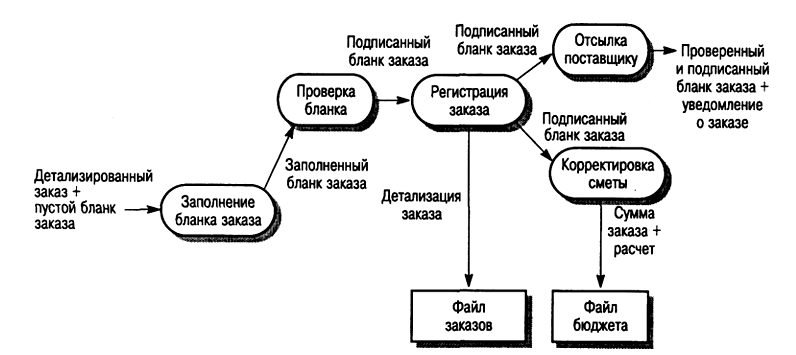 Детализированный
заказ +
пустой бланк
заказа
Заполнение
бланка заказа
Заполненный
бланк заказа
Проверка
бланка
Подписанный
бланк заказа
Регистрация
заказа
Подписанный
бланк заказа
Отсылка
поставщику
Проверенный
и подписанный
бланк заказа +
уведомление
о заказе
Подписанный
бланк заказа
Корректировка
сметы
Детализация
заказа
Сумма
заказа +
расчет
Файл
заказов
Файл
бюджета